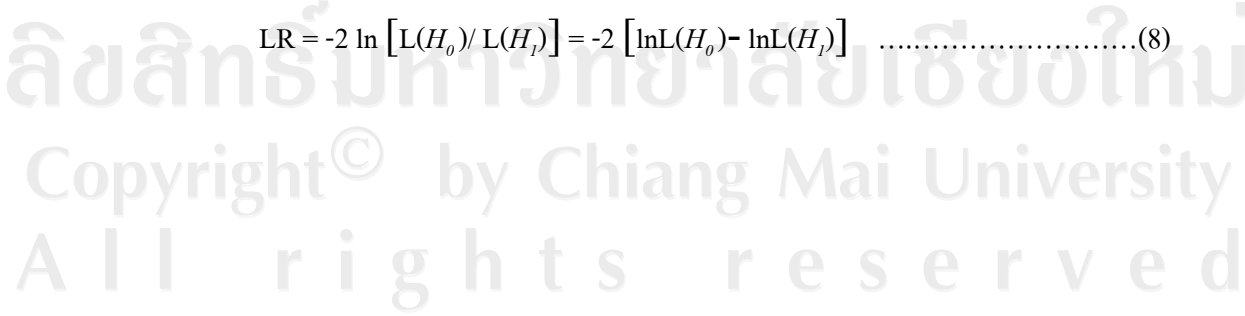 LR = -2 ln [L(H₀)/ L(H₁)] = -2 [lnL(H₀)− lnL(H₁)] ….……………………(8)
ลิขสิทธิ์มหาวิทยาลัยเชียงใหม่
Copyright© by Chiang Mai University
All rights reserved